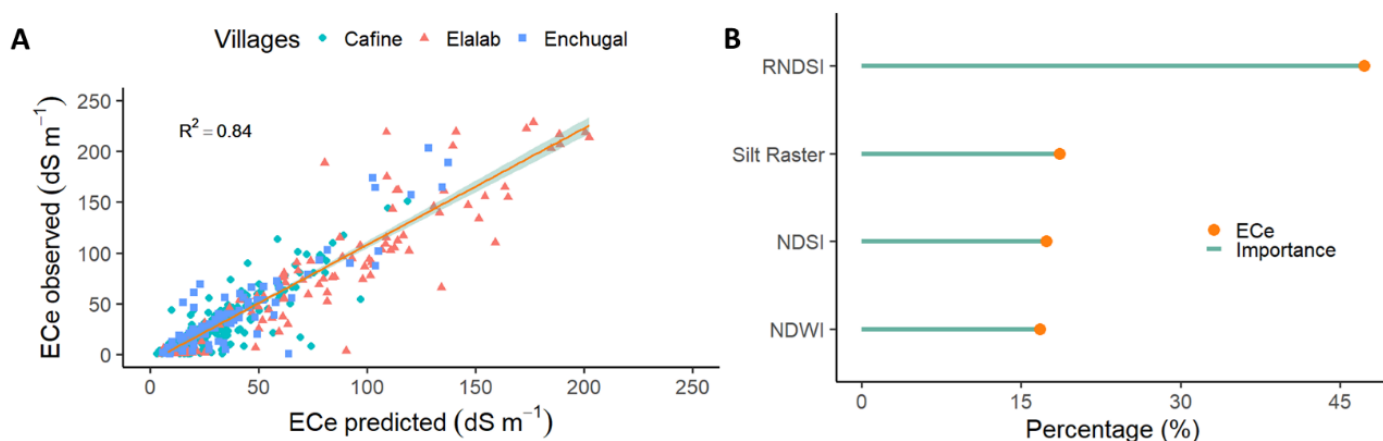 A
Villages Cafine Elalab Enchugal
ECe observed (dS m⁻¹)
250
200
150
100
50
0
R² = 0.84
0 50 100 150 200 250
ECe predicted (dS m⁻¹)
B
RNDSI
Silt Raster
NDSI
NDWI
ECe
Importance
0 15 30 45
Percentage (%)